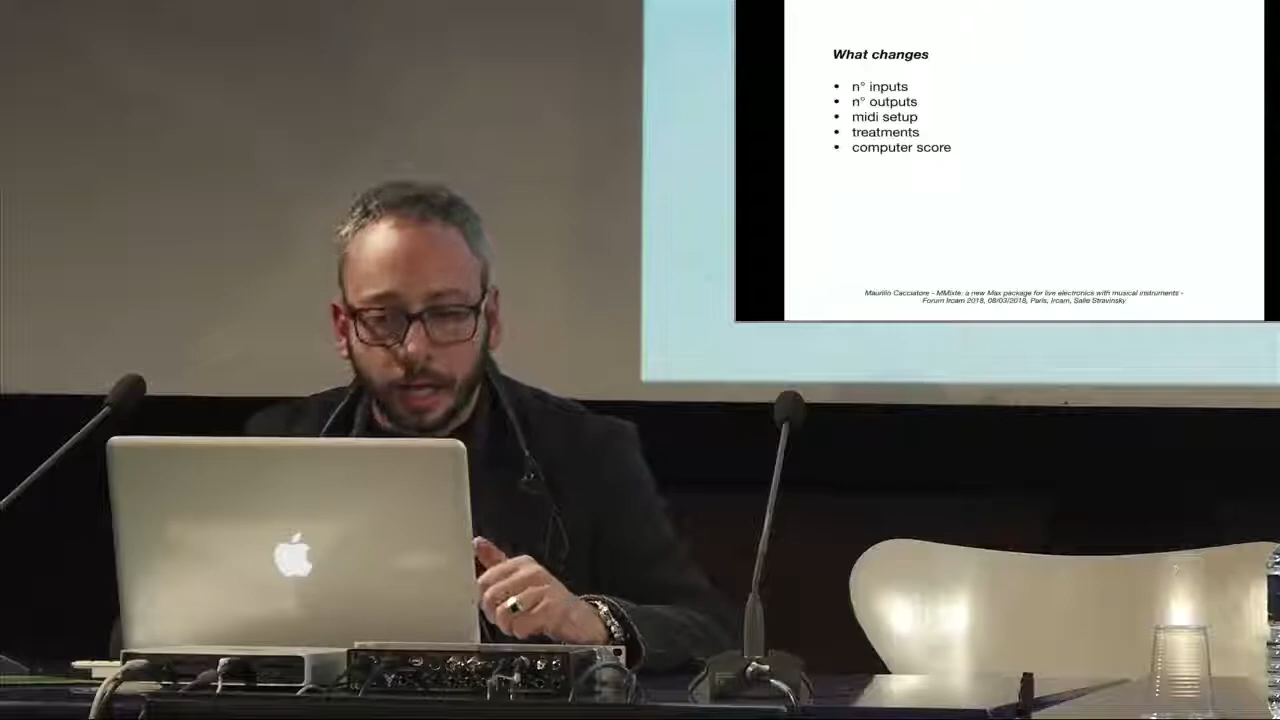 What changes
• n° inputs
• n° outputs
• midi setup
• treatments
• computer score
Maurilio Cacciatore - MMixte: a new Max package for live electronics with musical instruments -
Forum Ircam 2018, 08/03/2018, Paris, Ircam, Salle Stravinsky